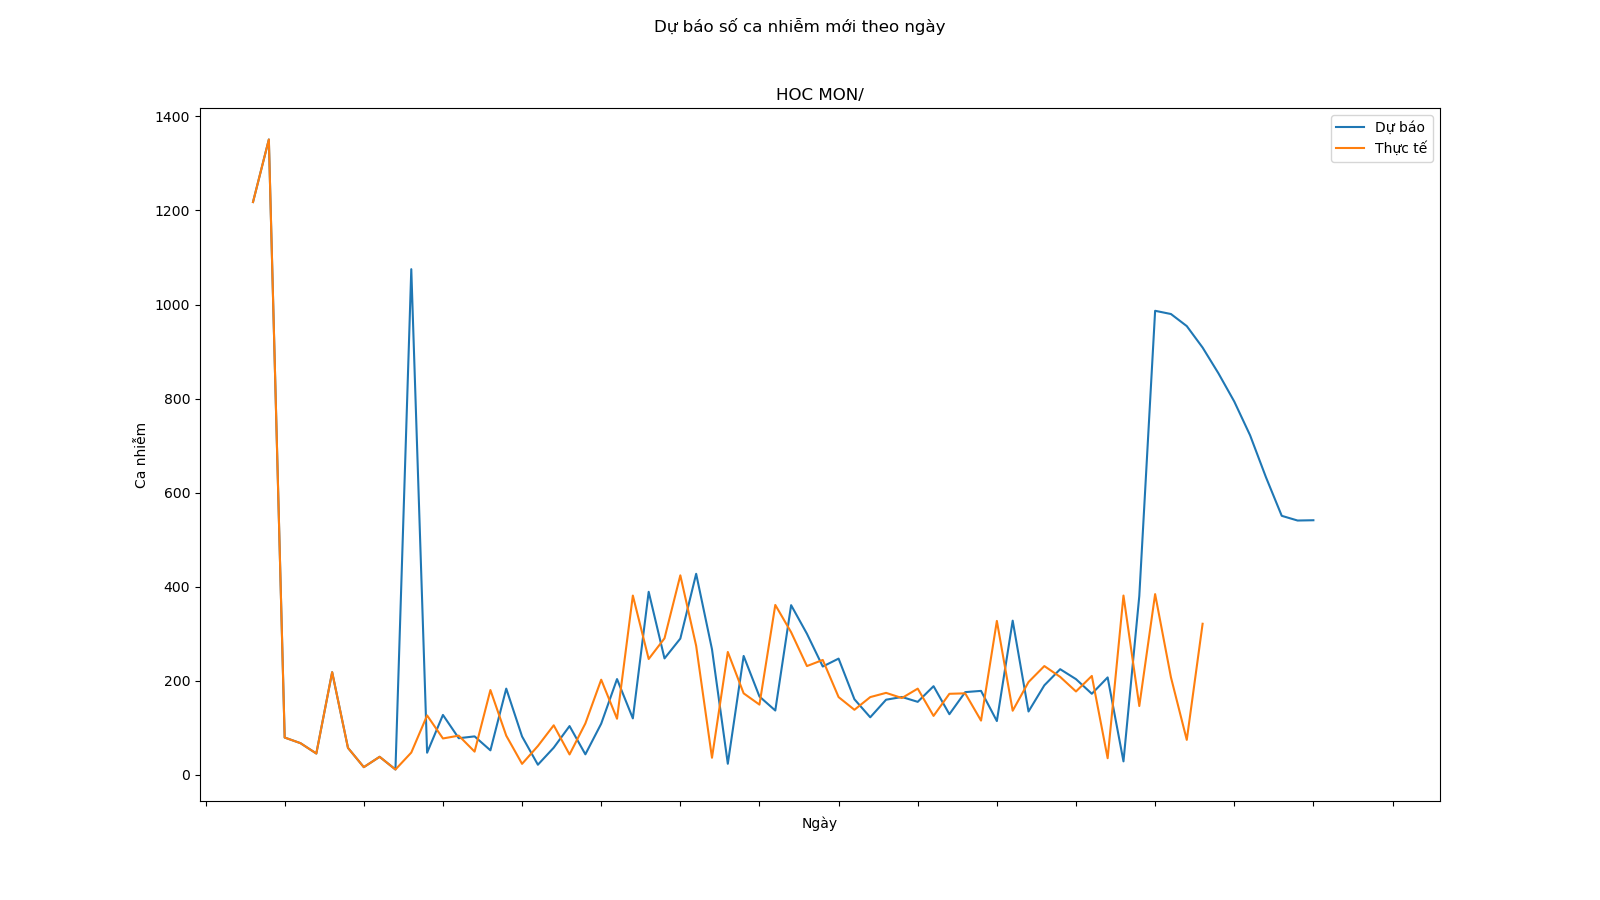 Dự báo số ca nhiễm mới theo ngày
HOC MON/
Dự báo
Thực tế
1400
1200
1000
800
600
400
200
0
Ca nhiễm
Ngày